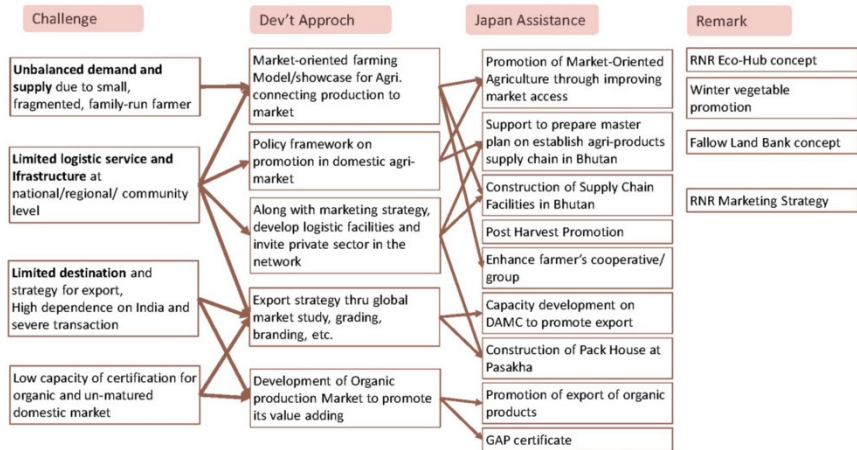 Challenge
Dev't Approch
Japan Assistance
Remark
Unbalanced demand and
supply due to small,
fragmented, family-run farmer
Limited logistic service and
Ifrastructure at
national/regional/ community
level
Limited destination and
strategy for export,
High dependence on India and
severe transaction
Low capacity of certification for
organic and un-matured
domestic market
Market-oriented farming
Model/showcase for Agri.
connecting production to
market
Policy framework on
promotion in domestic agri-
market
Along with marketing strategy,
develop logistic facilities and
invite private sector in the
network
Export strategy thru global
market study, grading,
branding, etc.
Development of Organic
production Market to promote
its value adding
Promotion of Market-Oriented
Agriculture through improving
market access
Support to prepare master
plan on establish agri-products
supply chain in Bhutan
Construction of Supply Chain
Facilities in Bhutan
Post Harvest Promotion
Enhance farmer's cooperative/
group
Capacity development on
DAMC to promote export
Construction of Pack House at
Pasakha
Promotion of export of organic
products
GAP certificate
RNR Eco-Hub concept
Winter vegetable
promotion
Fallow Land Bank concept
RNR Marketing Strategy